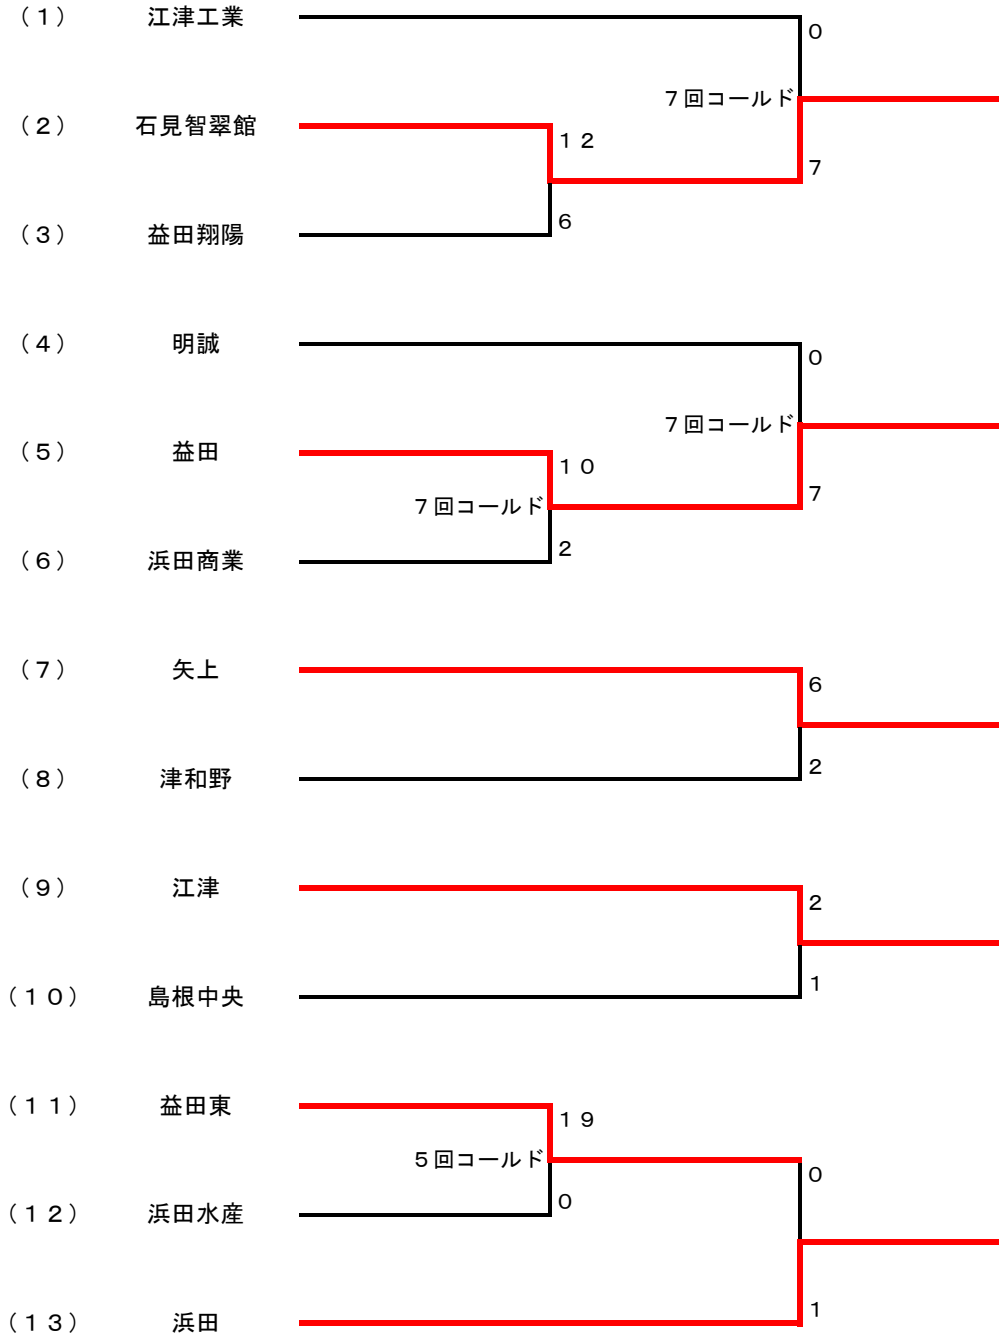 （１） 江津工業
０
７回コールド
（２） 石見智翠館
１２
７
６
（３） 益田翔陽
（４） 明誠
０
７回コールド
（５） 益田
１０
７
７回コールド
２
（６） 浜田商業
（７） 矢上
６
２
（８） 津和野
（９） 江津
２
１
（１０） 島根中央
（１１） 益田東
１９
５回コールド
０
０
（１２） 浜田水産
１
（１３） 浜田